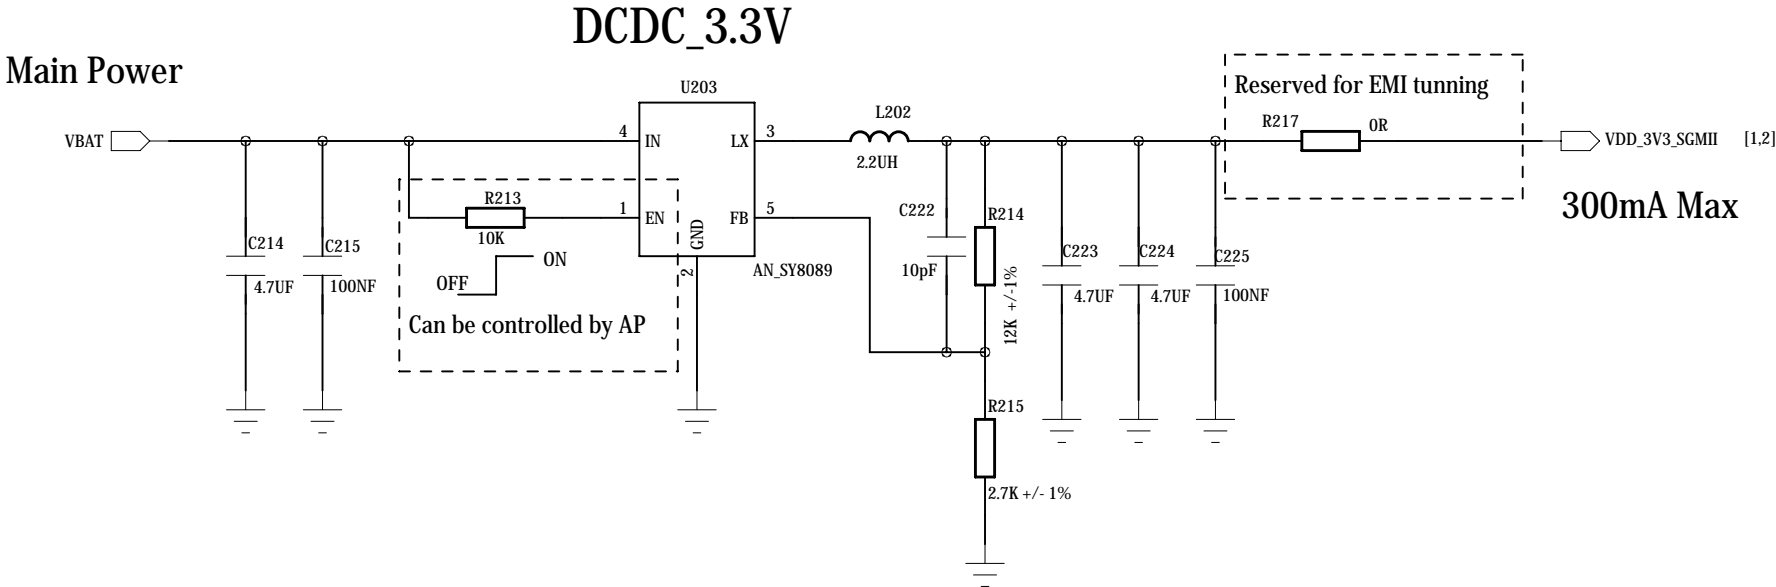 DCDC_3.3V
Main Power
U203
Reserved for EMI tunning
L202
R217
0R
VBAT
4
IN
LX
3
VDD_3V3_SGMII
[1,2]
2.2UH
R213
1
EN
FB
5
10K
GND
2
AN_SY8089
C222
10pF
R214
12K +/-1%
300mA Max
C214
4.7UF
C215
100NF
ON
OFF
Can be controlled by AP
C223
4.7UF
C224
4.7UF
C225
100NF
R215
2.7K +/- 1%